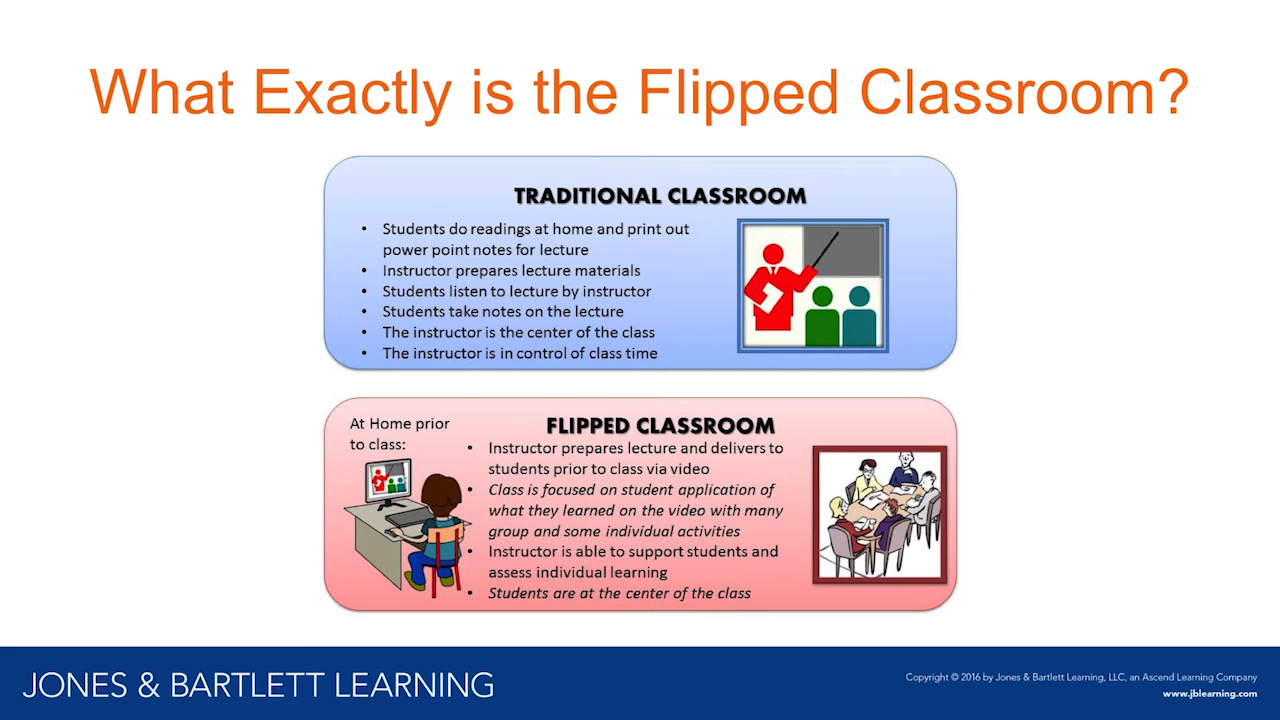 What Exactly is the Flipped Classroom?
TRADITIONAL CLASSROOM
• Students do readings at home and print out
power point notes for lecture
• Instructor prepares lecture materials
• Students listen to lecture by instructor
• Students take notes on the lecture
• The instructor is the center of the class
• The instructor is in control of class time
At Home prior
to class:
FLIPPED CLASSROOM
• Instructor prepares lecture and delivers to
students prior to class via video
• Class is focused on student application of
what they learned on the video with many
group and some individual activities
• Instructor is able to support students and
assess individual learning
• Students are at the center of the class
JONES & BARTLETT LEARNING
Copyright © 2016 by Jones & Bartlett Learning, LLC, an Ascend Learning Company
www.jblearning.com